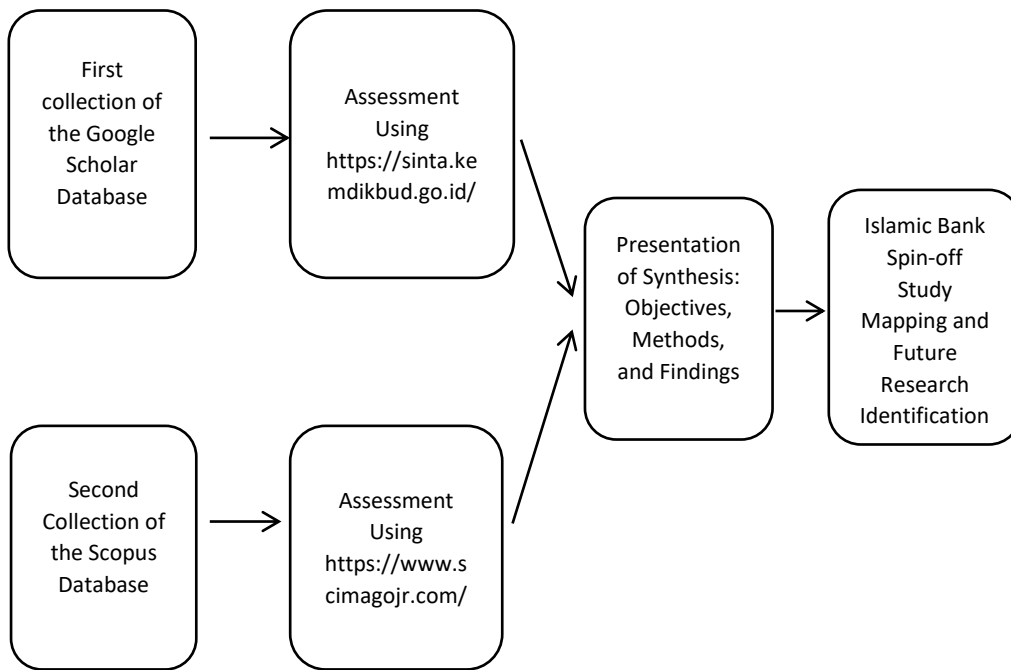 First
collection of
the Google
Scholar
Database
Assessment
Using
https://sinta.ke
mdikbud.go.id/
Second
Collection of
the Scopus
Database
Assessment
Using
https://www.s
cimagojr.com/
Presentation
of Synthesis:
Objectives,
Methods,
and Findings
Islamic Bank
Spin-off
Study
Mapping and
Future
Research
Identification